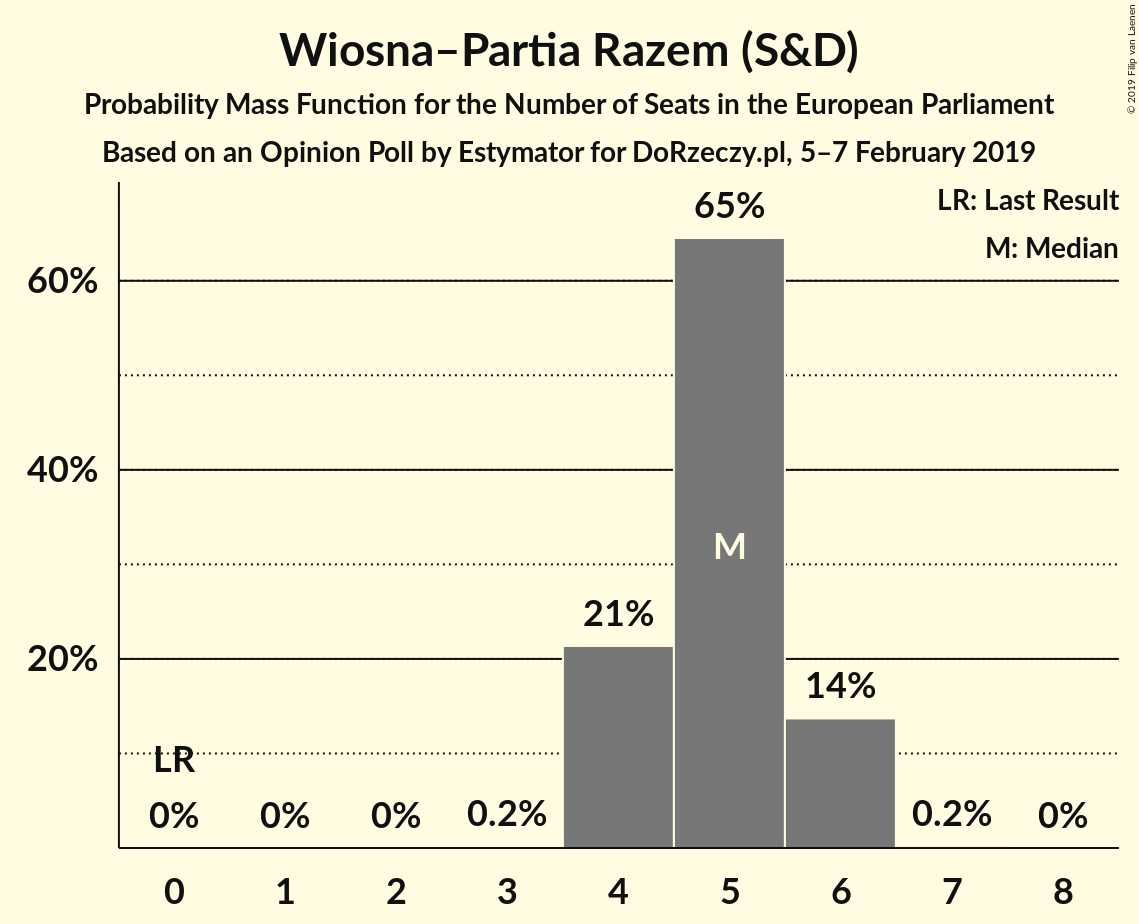 Wiosna–Partia Razem (S&D)
Probability Mass Function for the Number of Seats in the European Parliament
Based on an Opinion Poll by Estymator for DoRzeczy.pl, 5–7 February 2019
© 2019 Filip van Laenen
LR: Last Result
M: Median
60%
40%
20%
65%
M
21%
14%
LR
0% 0% 0% 0.2% 0.2% 0%
0 1 2 3 4 5 6 7 8